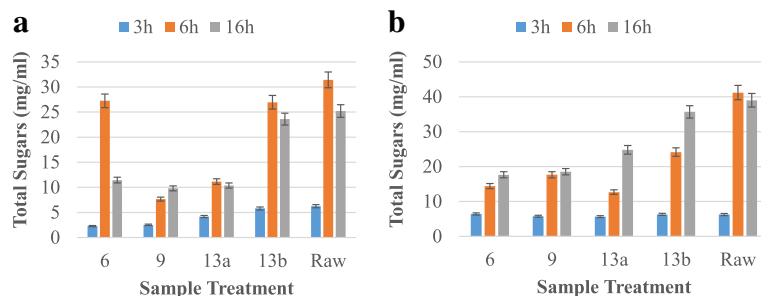 a
3h 6h 16h
Total Sugars (mg/ml)
35
30
25
20
15
10
5
0
6 9 13a 13b Raw
Sample Treatment
b
3h 6h 16h
Total Sugars (mg/ml)
50
40
30
20
10
0
6 9 13a 13b Raw
Sample Treatment